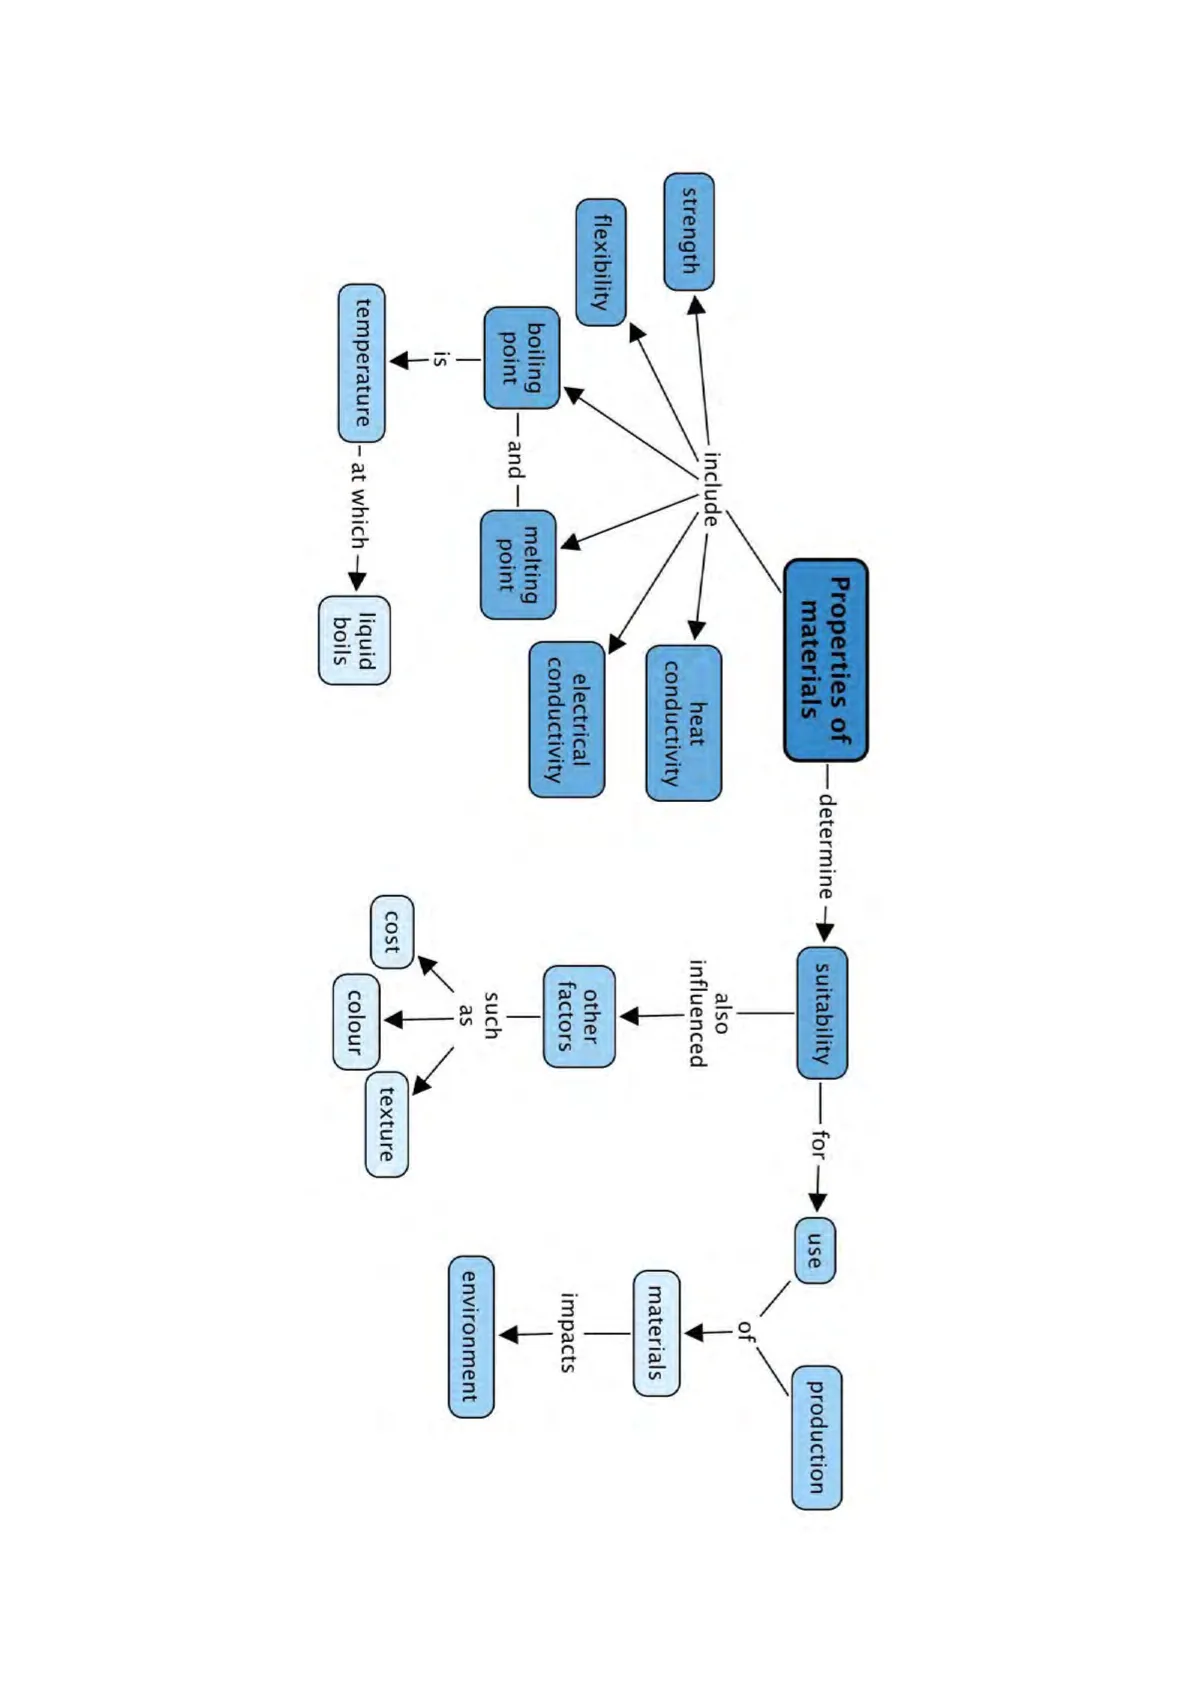 Properties of
materials
determine
suitability
for
use
production
of
include
strength
flexibility
boiling
point
and
melting
point
electrical
conductivity
heat
conductivity
is
temperature
at which
liquid
boils
also
influenced
other
factors
such
as
cost
colour
texture
materials
impacts
environment